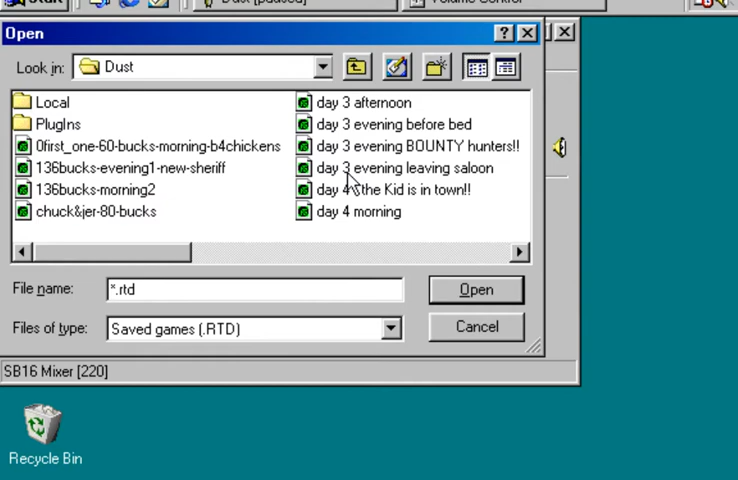 Start
Dust [paused]
Volume Control
Open
Look in:
Dust
Local
PlugIns
0first_one-60-bucks-morning-b4chickens
136bucks-evening1-new-sheriff
136bucks-morning2
chuck&jer-80-bucks
day 3 afternoon
day 3 evening before bed
day 3 evening BOUNTY hunters!!
day 3 evening leaving saloon
day 4 the Kid is in town!!
day 4 morning
File name:
*.rtd
Open
Files of type:
Saved games (.RTD)
Cancel
SB16 Mixer [220]
Recycle Bin